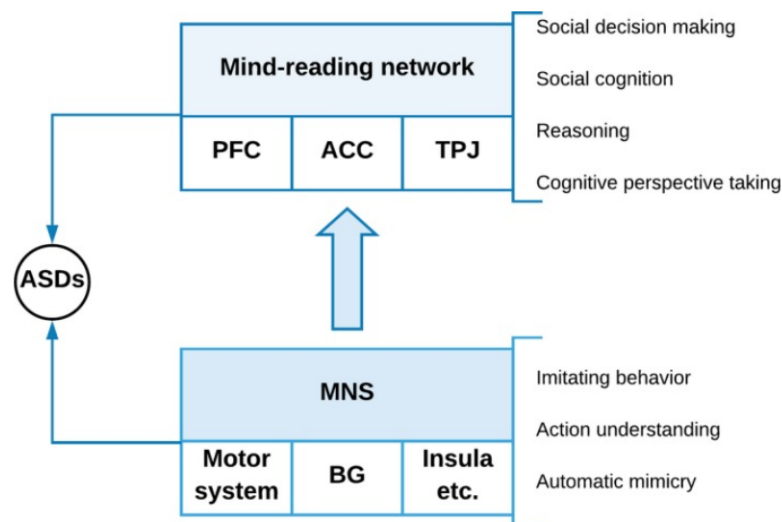 Social decision making
Mind-reading network
Social cognition
PFC
ACC
TPJ
Reasoning
Cognitive perspective taking
ASDs
MNS
Imitating behavior
Action understanding
Motor
system
BG
Insula
etc.
Automatic mimicry